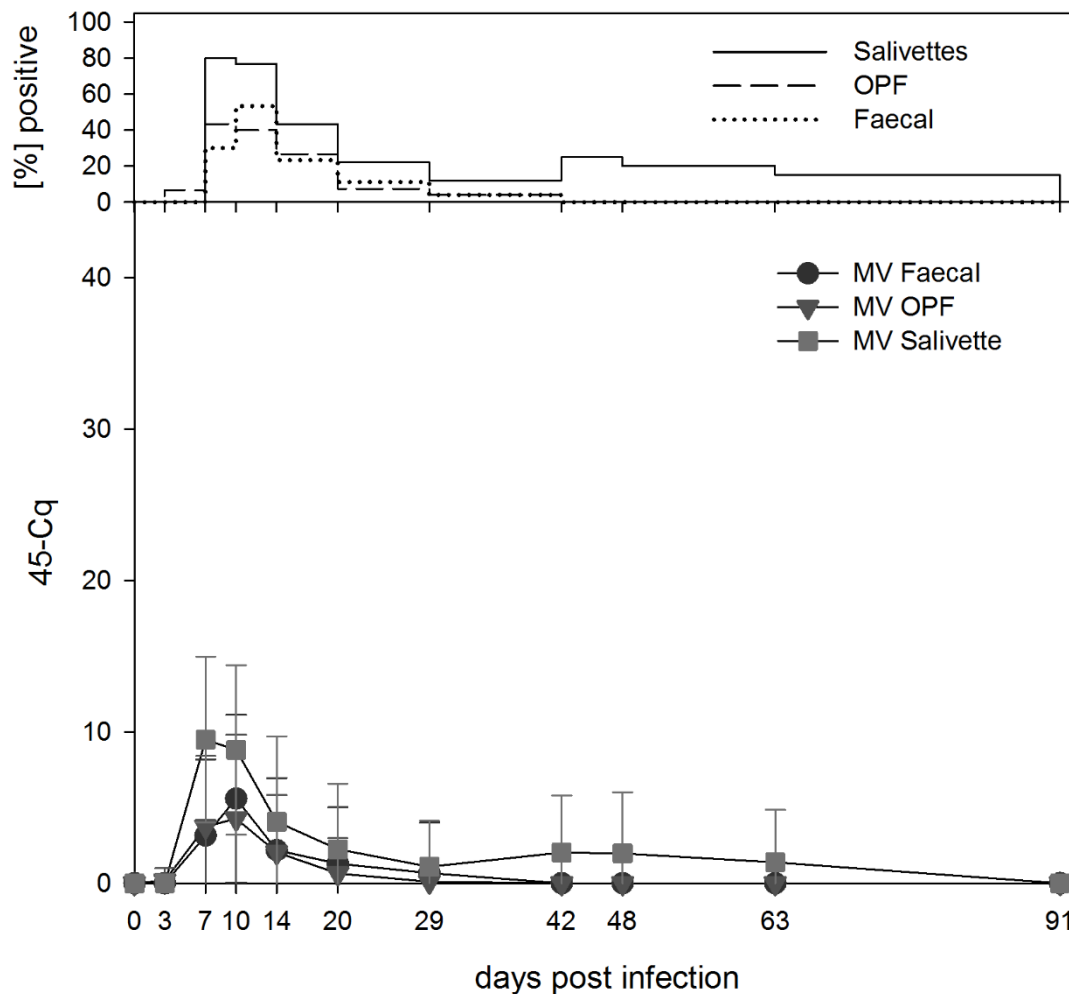 [%] positive
100
80
60
40
20
0
Salivettes
OPF
Faecal
45-Cq
40
30
20
10
0
MV Faecal
MV OPF
MV Salivette
0 3 7 10 14 20 29 42 48 63 91
days post infection